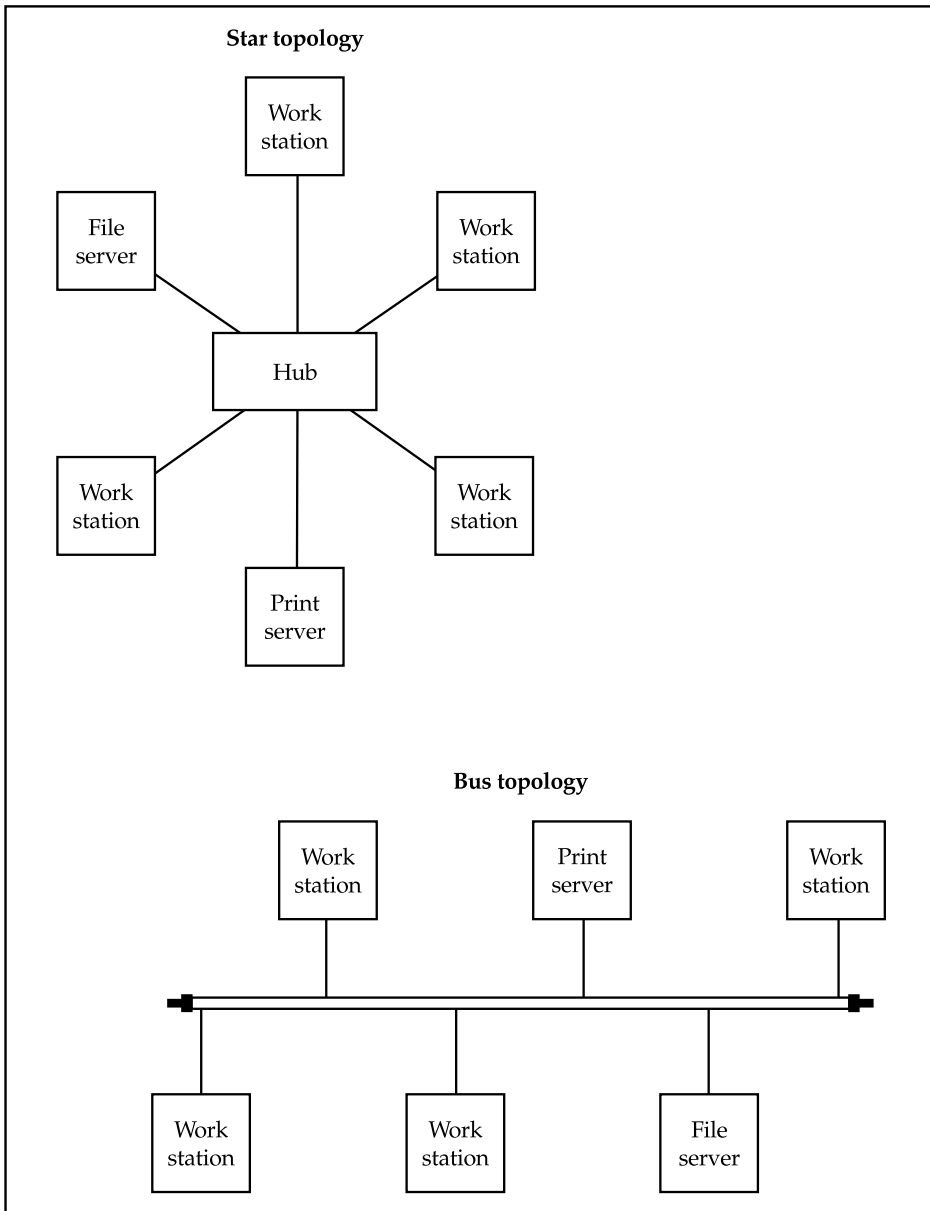 Star topology
Work
station
File
server
Work
station
Hub
Work
station
Work
station
Print
server
Bus topology
Work
station
Print
server
Work
station
Work
station
Work
station
File
server